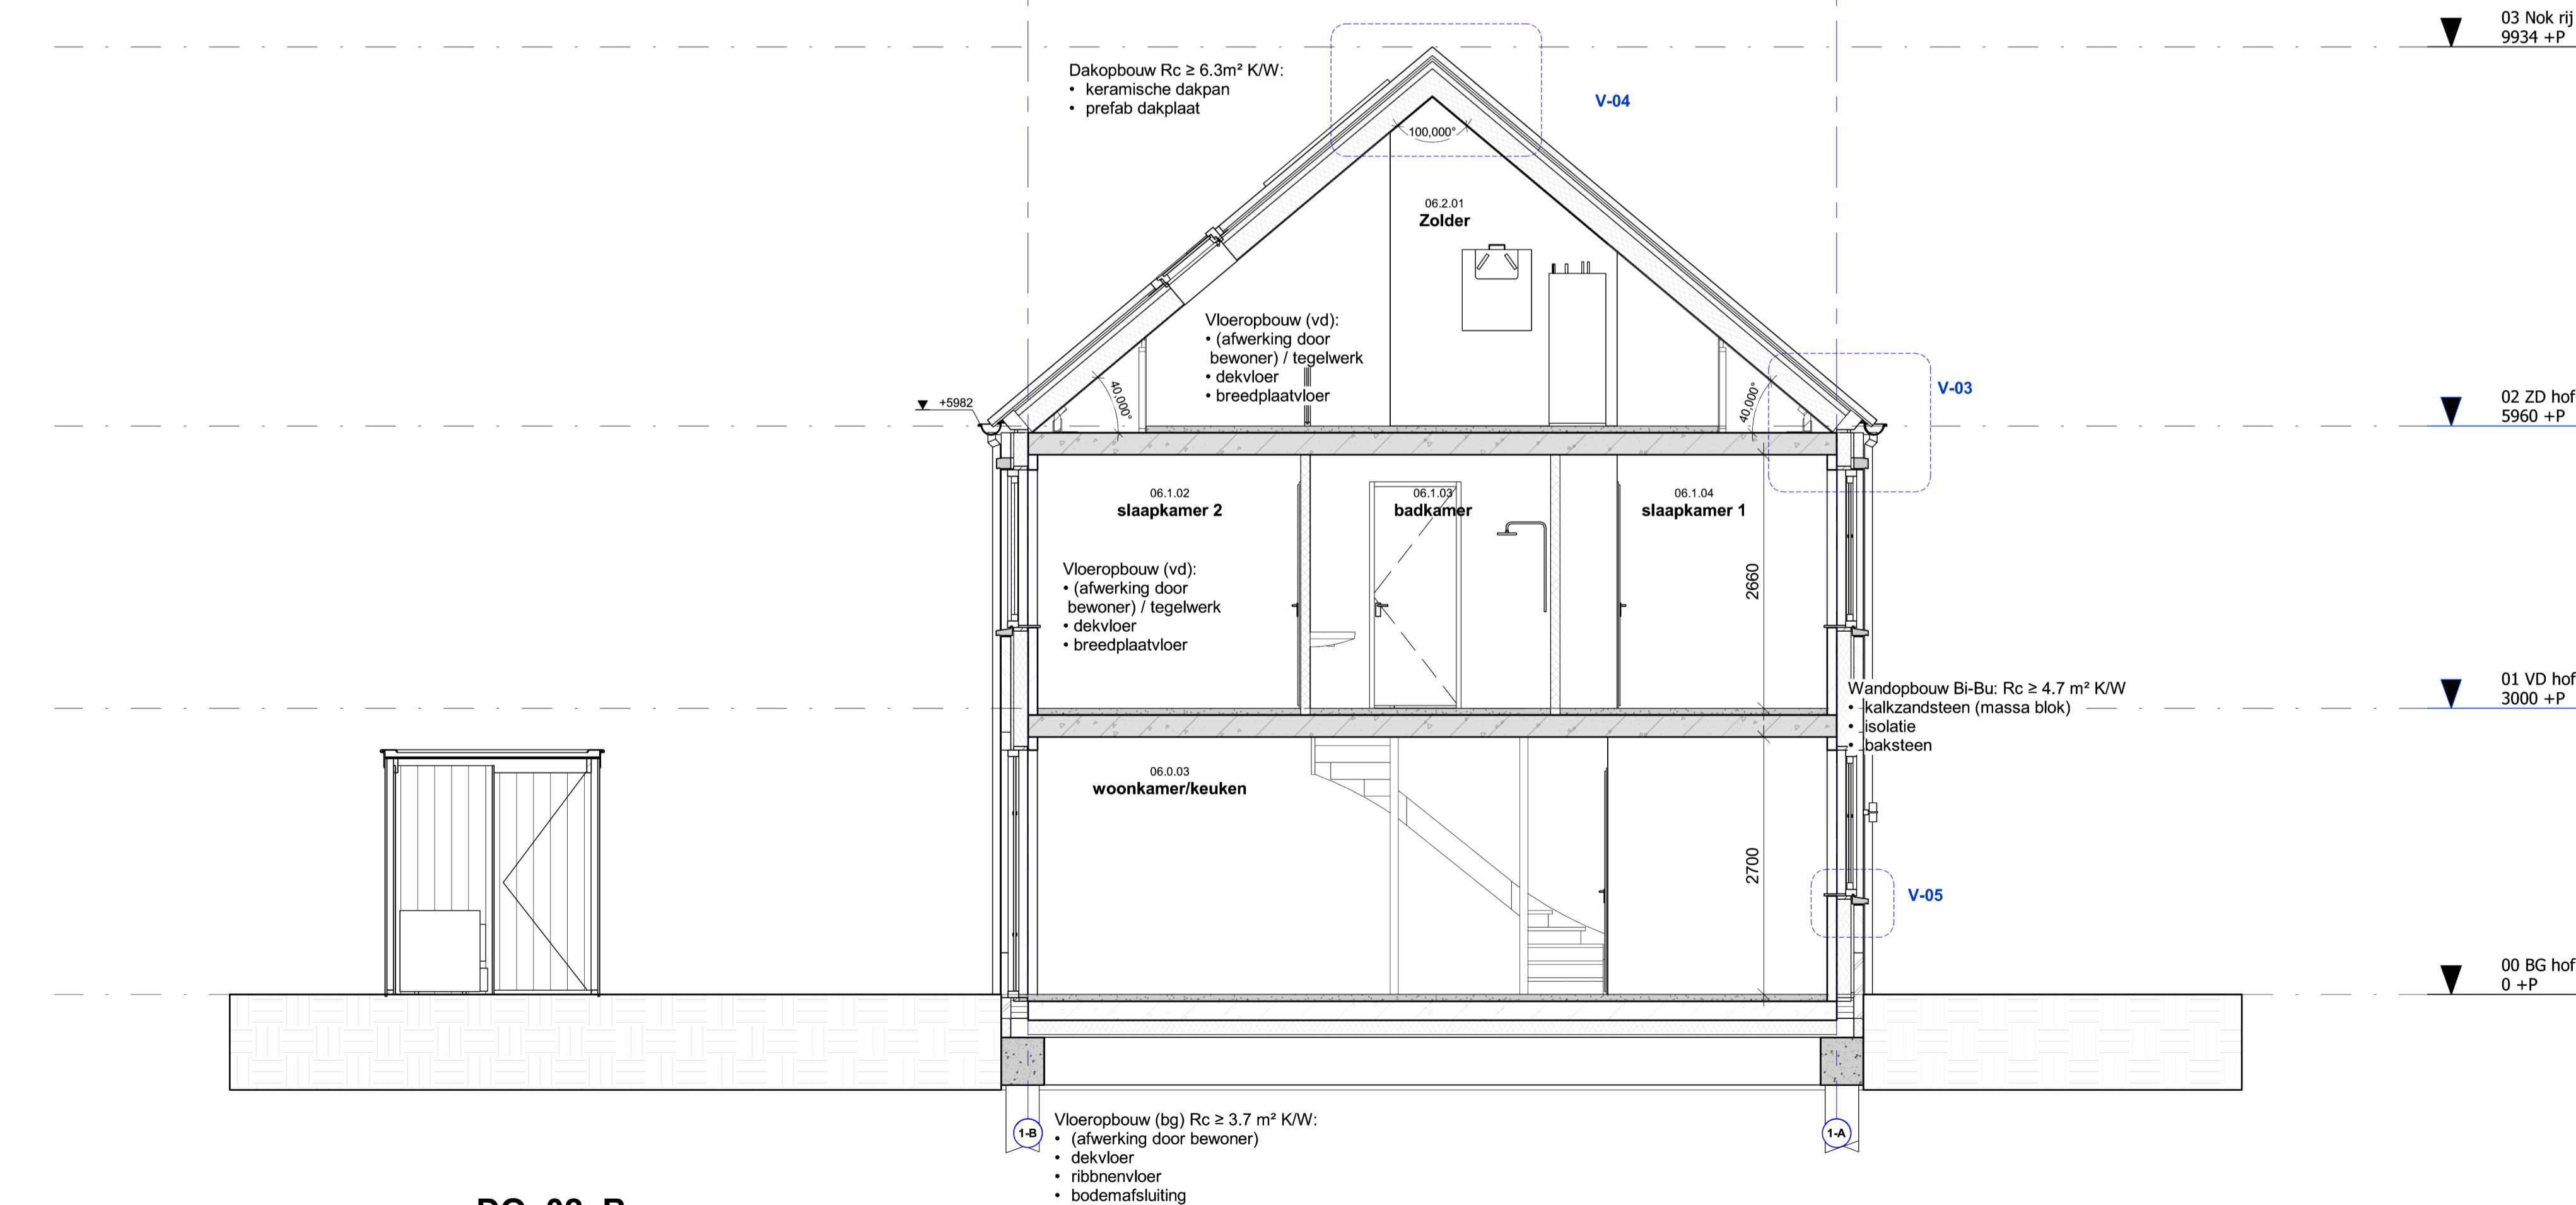 03 Nok rij
9934 +P
Dakopbouw Rc ≥ 6.3m² K/W:
• keramische dakpan
• prefab dakplaat
V-04
100,000°
06.2.01
Zolder
Vloeropbouw (vd):
• (afwerking door
bewoner) / tegelwerk
• dekvloer
• breedplaatvloer
40,000°
40,000°
V-03
+5982
02 ZD hof
5960 +P
06.1.02
slaapkamer 2
06.1.03
badkamer
06.1.04
slaapkamer 1
Vloeropbouw (vd):
• (afwerking door
bewoner) / tegelwerk
• dekvloer
• breedplaatvloer
2660
Wandopbouw Bi-Bu: Rc ≥ 4.7 m² K/W
• kalkzandsteen (massa blok)
• isolatie
• baksteen
01 VD hof
3000 +P
06.0.03
woonkamer/keuken
2700
V-05
00 BG hof
0 +P
1-B
1-A
Vloeropbouw (bg) Rc ≥ 3.7 m² K/W:
• (afwerking door bewoner)
• dekvloer
• ribbnenvloer
• bodemafsluiting